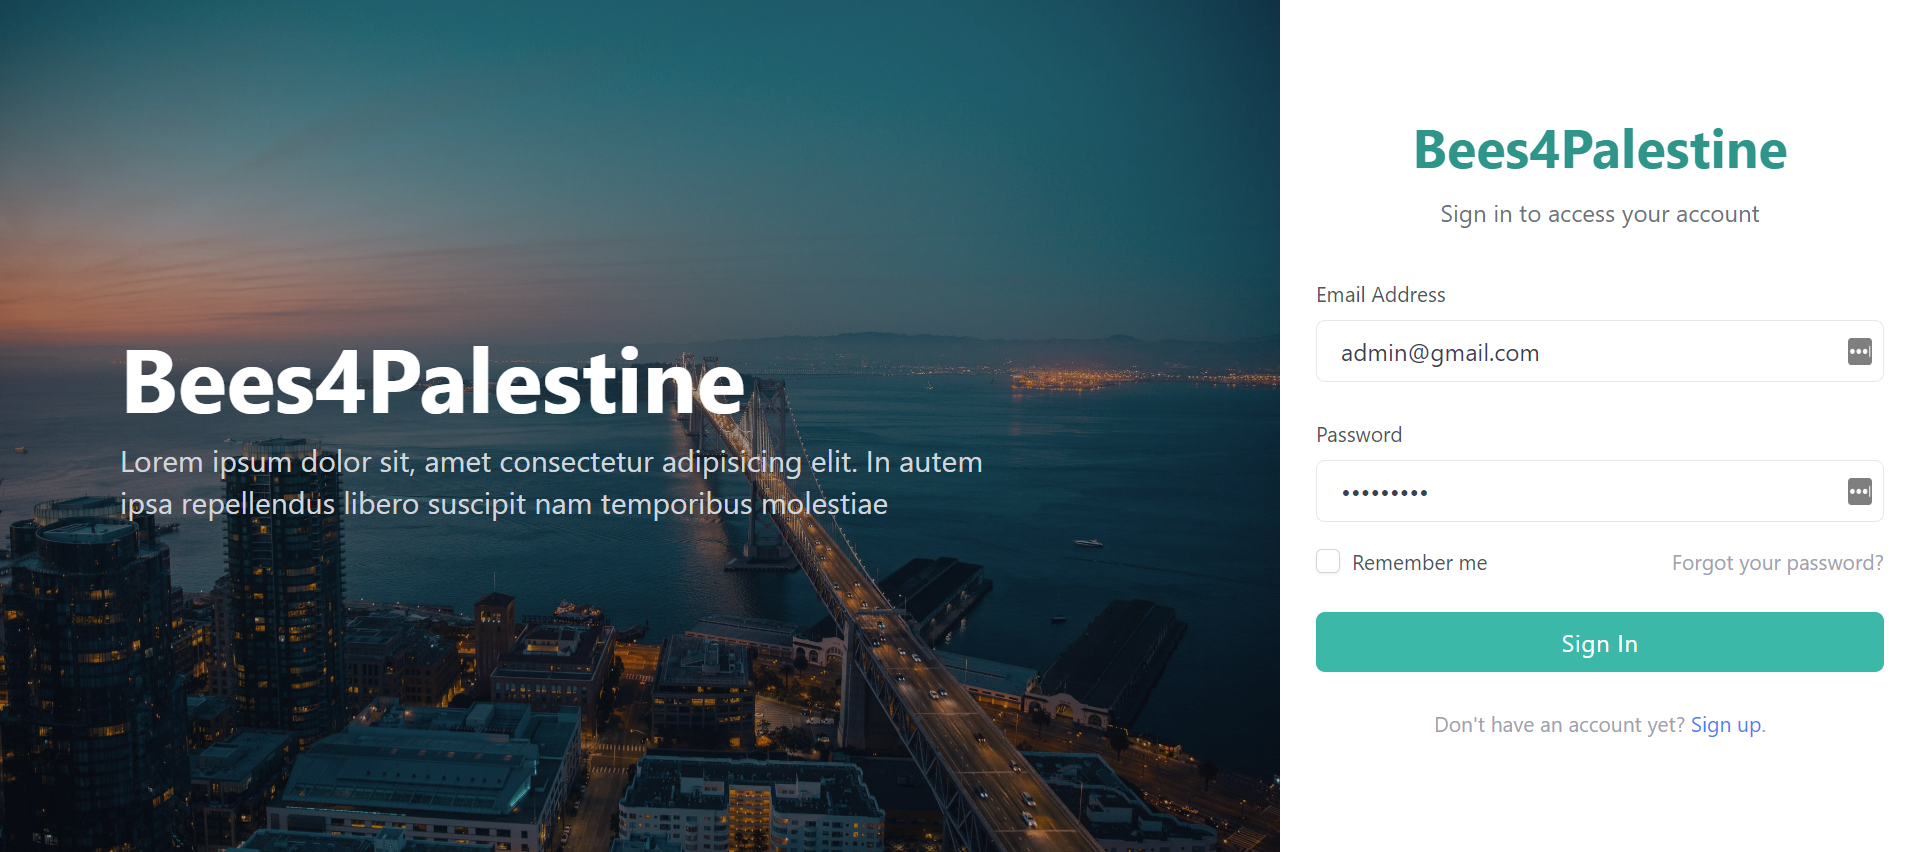 Bees4Palestine
Lorem ipsum dolor sit, amet consectetur adipisicing elit. In autem
ipsa repellendus libero suscipit nam temporibus molestiae
Bees4Palestine
Sign in to access your account
Email Address
admin@gmail.com
Password
•••••••••
Remember me
Forgot your password?
Sign In
Don't have an account yet? Sign up.